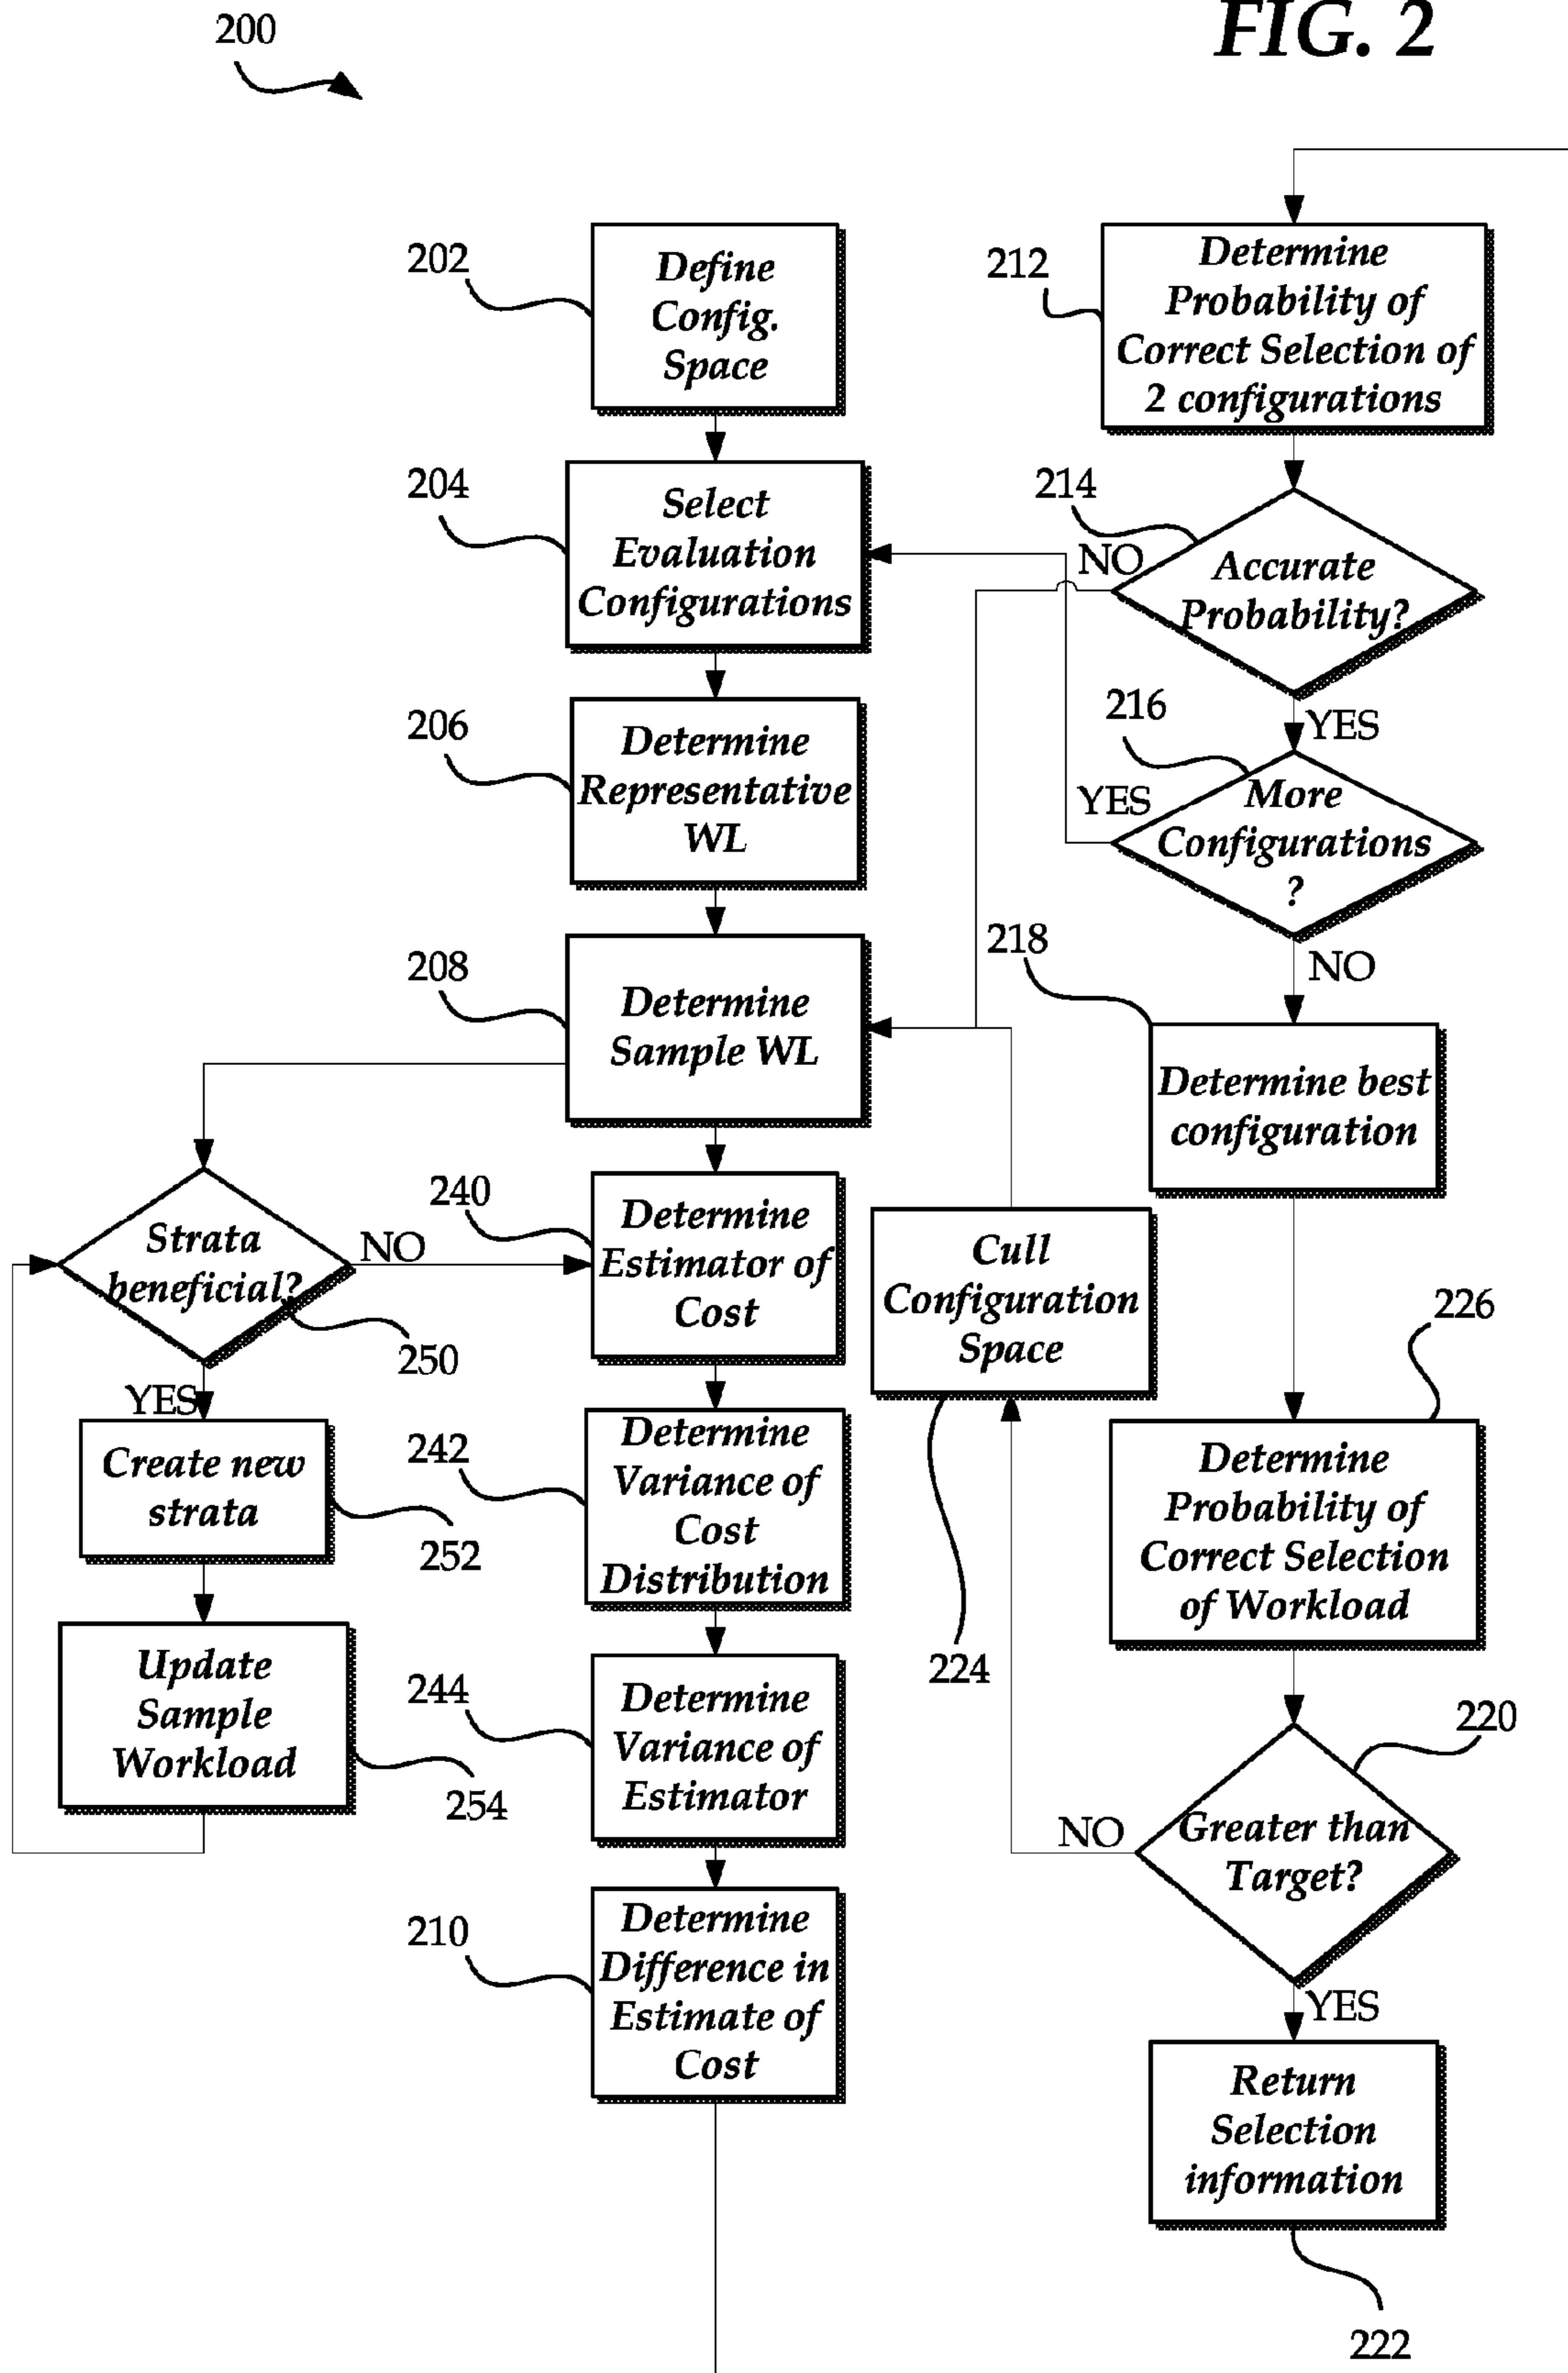 200
FIG. 2
202
Define
Config.
Space
204
Select
Evaluation
Configurations
206
Determine
Representative
WL
208
Determine
Sample WL
Strata
beneficial?
NO
250
YES
Create new
strata
252
Update
Sample
Workload
254
240
Determine
Estimator of
Cost
242
Determine
Variance of
Cost
Distribution
244
Determine
Variance of
Estimator
210
Determine
Difference in
Estimate of
Cost
212
Determine
Probability of
Correct Selection of
2 configurations
214
NO
Accurate
Probability?
YES
216
YES
More
Configurations
?
NO
218
Determine best
configuration
Cull
Configuration
Space
224
226
Determine
Probability of
Correct Selection
of Workload
220
NO
Greater than
Target?
YES
Return
Selection
information
222